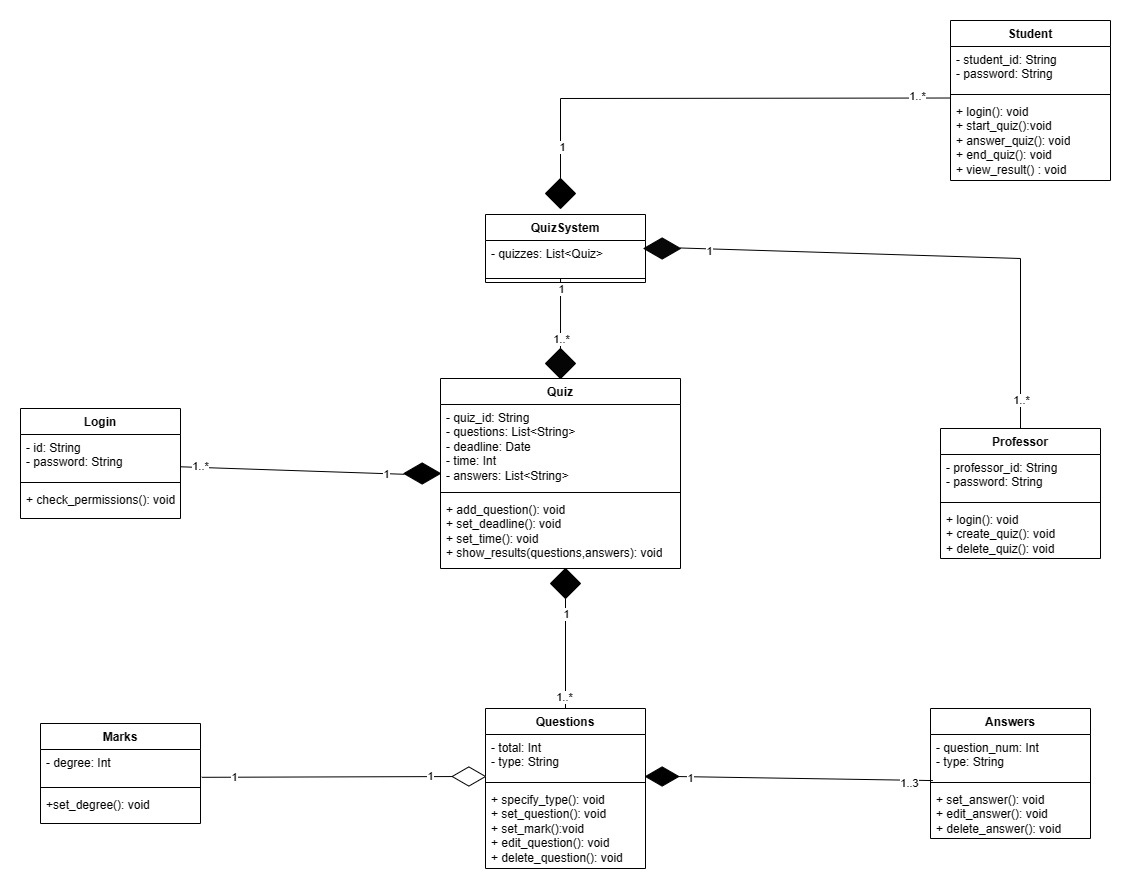 Student
- student_id: String
- password: String
+ login(): void
+ start_quiz():void
+ answer_quiz(): void
+ end_quiz(): void
+ view_result() : void
1..*
1
QuizSystem
- quizzes: List<Quiz>
1
1
1..*
1..*
Quiz
- quiz_id: String
- questions: List<String>
- deadline: Date
- time: Int
- answers: List<String>
+ add_question(): void
+ set_deadline(): void
+ set_time(): void
+ show_results(questions,answers): void
Login
- id: String
- password: String
+ check_permissions(): void
1..*
1
Professor
- professor_id: String
- password: String
+ login(): void
+ create_quiz(): void
+ delete_quiz(): void
1
1..*
Marks
- degree: Int
+set_degree(): void
1
1
Questions
- total: Int
- type: String
+ specify_type(): void
+ set_question(): void
+ set_mark():void
+ edit_question(): void
+ delete_question(): void
1
1..3
Answers
- question_num: Int
- type: String
+ set_answer(): void
+ edit_answer(): void
+ delete_answer(): void